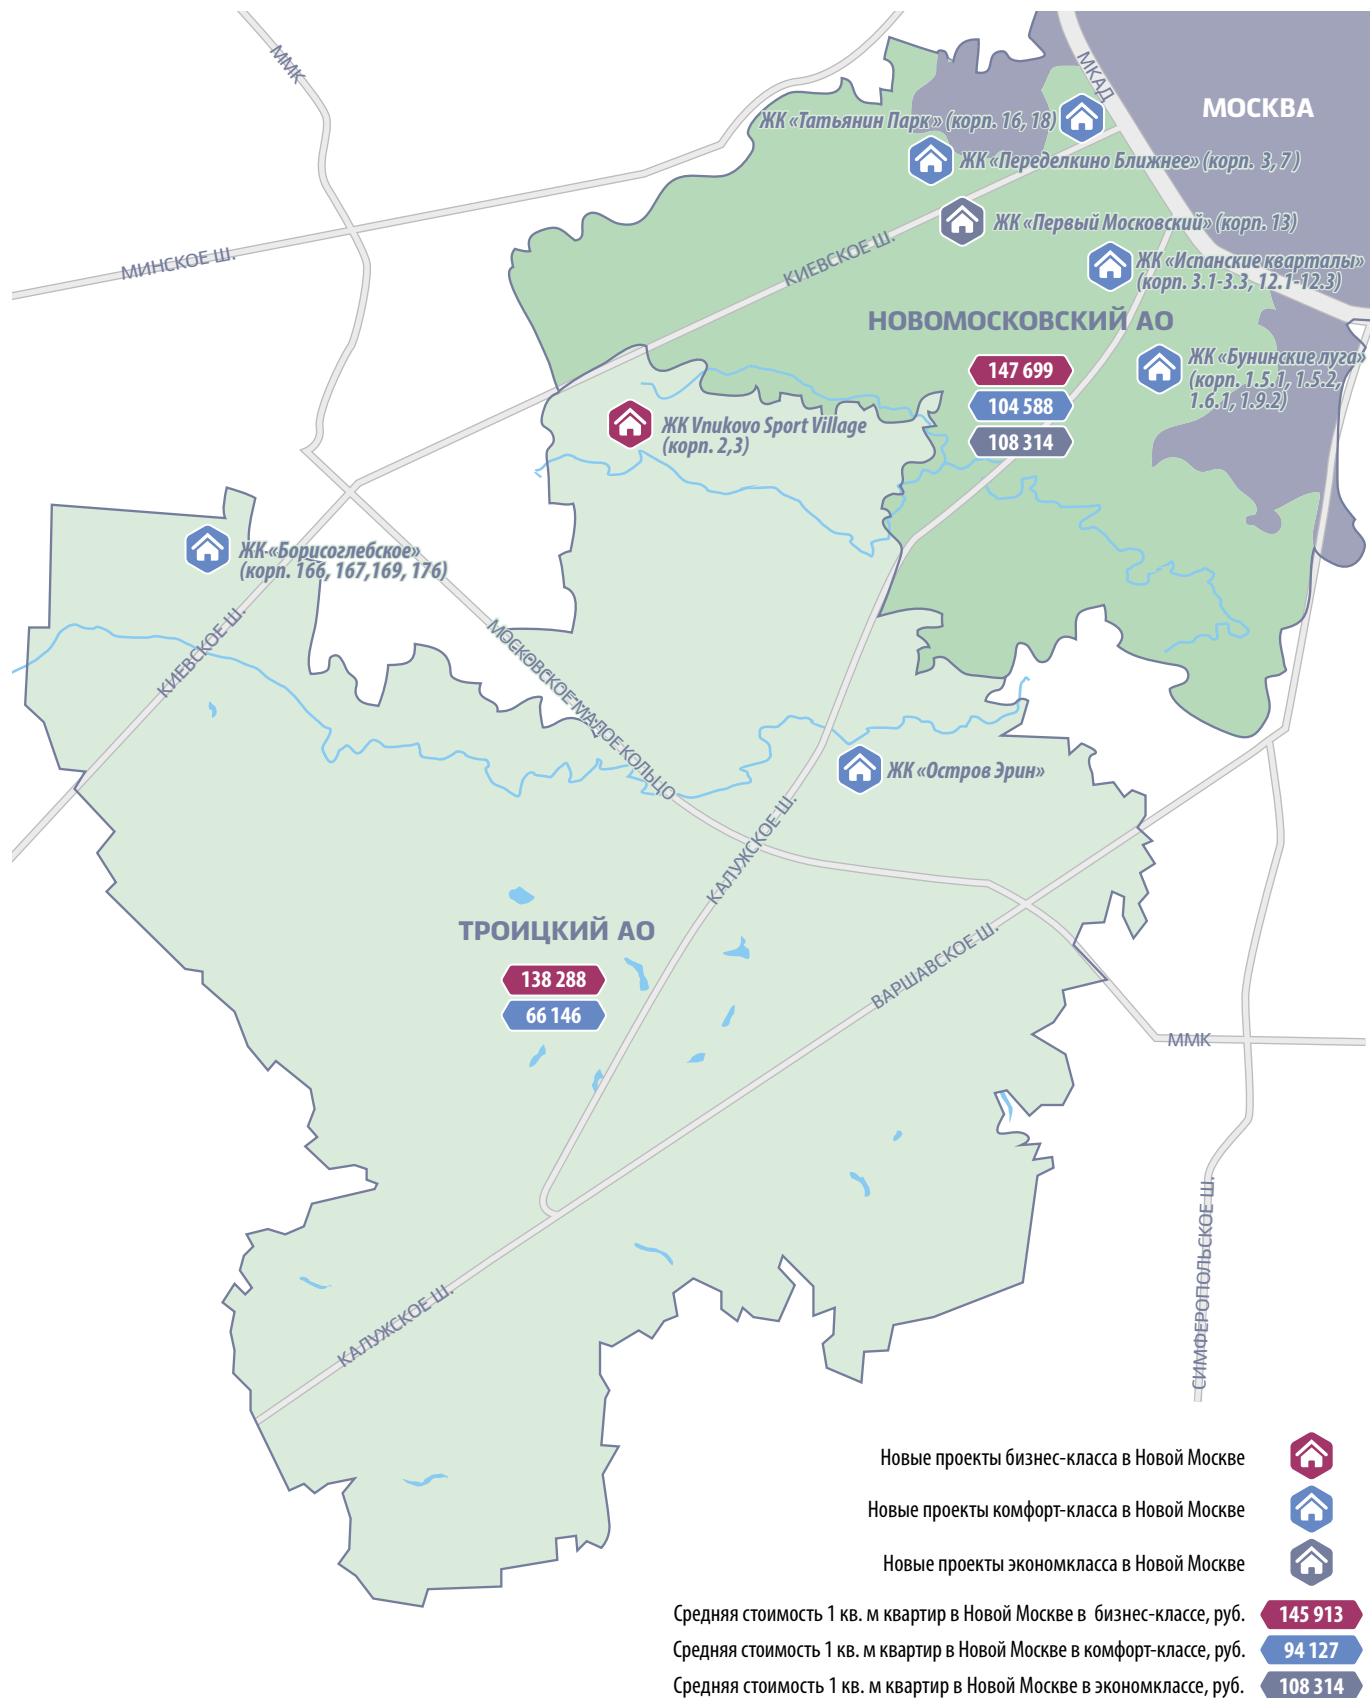 ММК
МКАД
МОСКВА
ЖК «Татьянин Парк» (корп. 16, 18)
ЖК «Переделкино Ближнее» (корп. 3, 7 )
ЖК «Первый Московский» (корп. 13)
МИНСКОЕ Ш.
КИЕВСКОЕ Ш.
ЖК «Испанские кварталы»
(корп. 3.1-3.3, 12.1-12.3)
НОВОМОСКОВСКИЙ АО
147 699
104 588
108 314
ЖК «Бунинские луга»
(корп. 1.5.1, 1.5.2,
1.6.1, 1.9.2)
ЖК Vnukovo Sport Village
(корп. 2,3)
ЖК «Борисоглебское»
(корп. 166, 167,169, 176)
КИЕВСКОЕ Ш.
МОСКОВСКОЕ МАЛОЕ КОЛЬЦО
ЖК «Остров Эрин»
КАЛУЖСКОЕ Ш.
ТРОИЦКИЙ АО
138 288
66 146
ВАРШАВСКОЕ Ш.
ММК
СИМФЕРОПОЛЬСКОЕ Ш.
КАЛУЖСКОЕ Ш.
Новые проекты бизнес-класса в Новой Москве
Новые проекты комфорт-класса в Новой Москве
Новые проекты экономкласса в Новой Москве
Средняя стоимость 1 кв. м квартир в Новой Москве в бизнес-классе, руб. 145 913
Средняя стоимость 1 кв. м квартир в Новой Москве в комфорт-классе, руб. 94 127
Средняя стоимость 1 кв. м квартир в Новой Москве в экономклассе, руб. 108 314